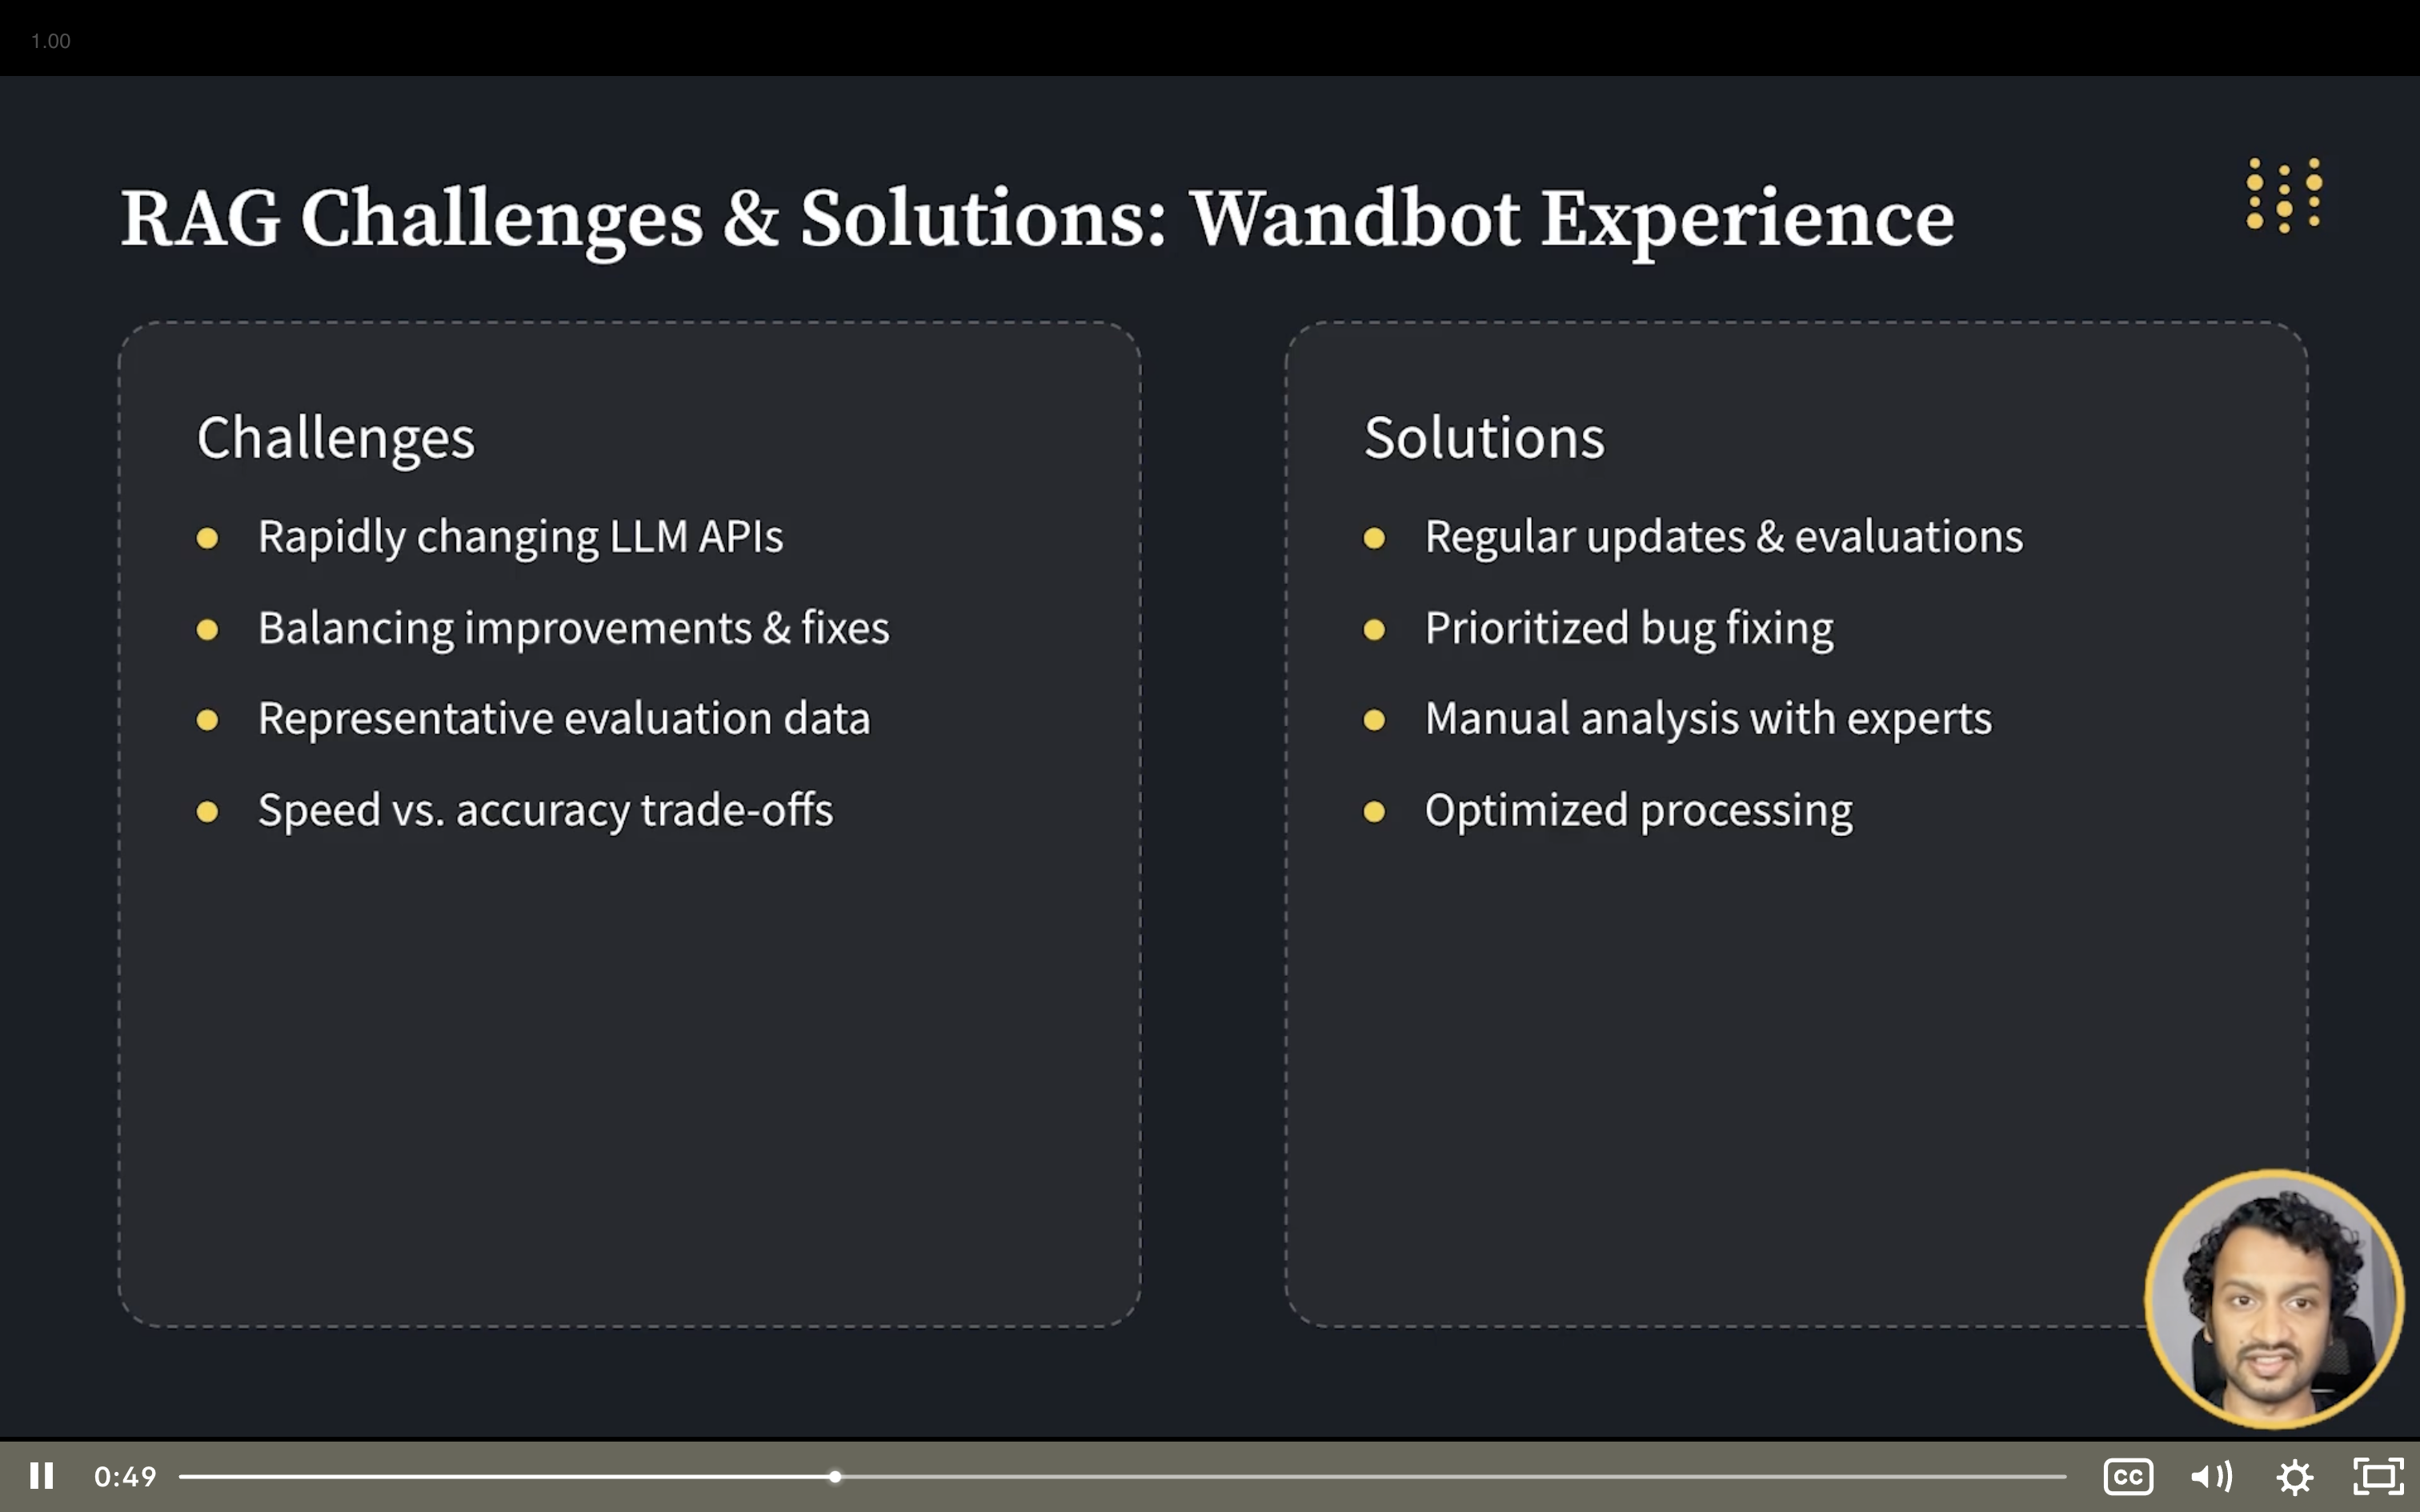 1.00
RAG Challenges & Solutions: Wandbot Experience
Challenges
Rapidly changing LLM APIs
Balancing improvements & fixes
Representative evaluation data
Speed vs. accuracy trade-offs
Solutions
Regular updates & evaluations
Prioritized bug fixing
Manual analysis with experts
Optimized processing
0:49
CC